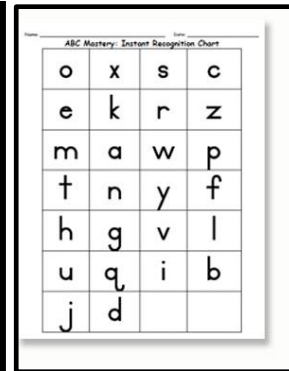 Name: Date:
ABC Mastery: Instant Recognition Chart
o x s c
e k r z
m a w p
t n y f
h g v l
u q i b
j d